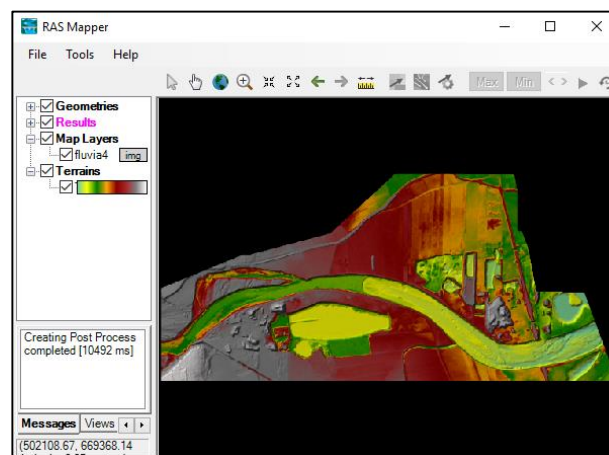 RAS Mapper
File Tools Help
Max Min
Geometries
Results
Map Layers
fluvia4 img
Terrains
Creating Post Process
completed [10492 ms]
Messages Views
(502108.67, 669368.14